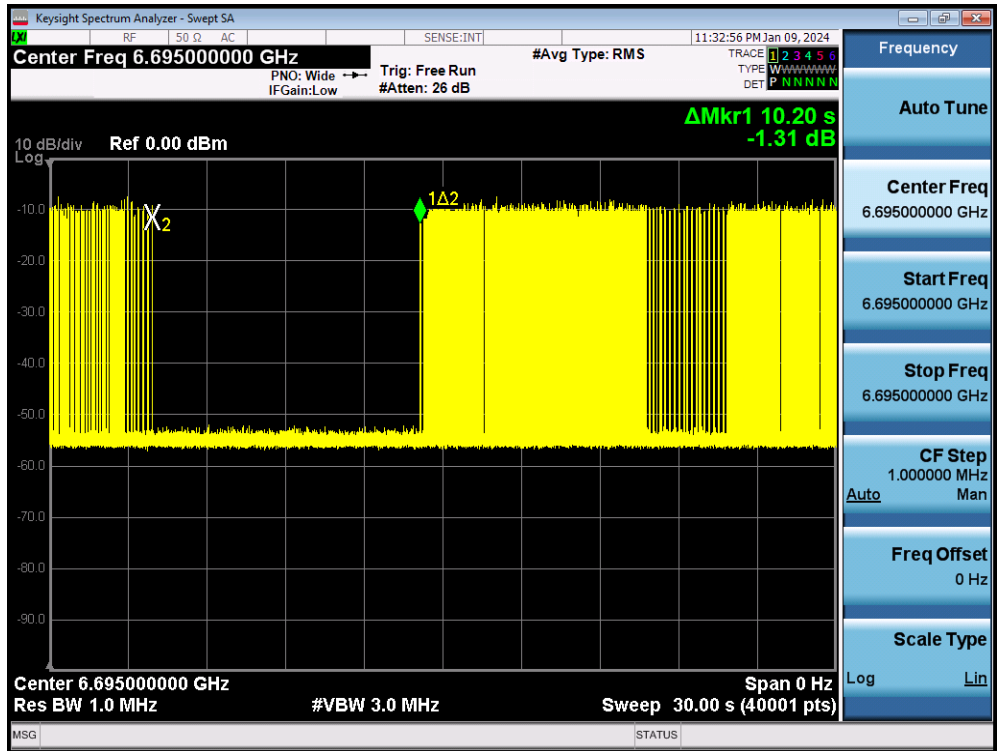 Keysight Spectrum Analyzer - Swept SA
LXI RF 50 Ω AC SENSE:INT 11:32:56 PM Jan 09, 2024
Center Freq 6.695000000 GHz #Avg Type: RMS TRACE 1 2 3 4 5 6
PNO: Wide Trig: Free Run TYPE WWWWWW
IFGain:Low #Atten: 26 dB DET P N N N N N
ΔMkr1 10.20 s
-1.31 dB
10 dB/div Ref 0.00 dBm
Log
1Δ2
X2
-10.0
-20.0
-30.0
-40.0
-50.0
-60.0
-70.0
-80.0
-90.0
Center 6.695000000 GHz Span 0 Hz
Res BW 1.0 MHz #VBW 3.0 MHz Sweep 30.00 s (40001 pts)
MSG STATUS
Frequency
Auto Tune
Center Freq
6.695000000 GHz
Start Freq
6.695000000 GHz
Stop Freq
6.695000000 GHz
CF Step
1.000000 MHz
Auto Man
Freq Offset
0 Hz
Scale Type
Log Lin